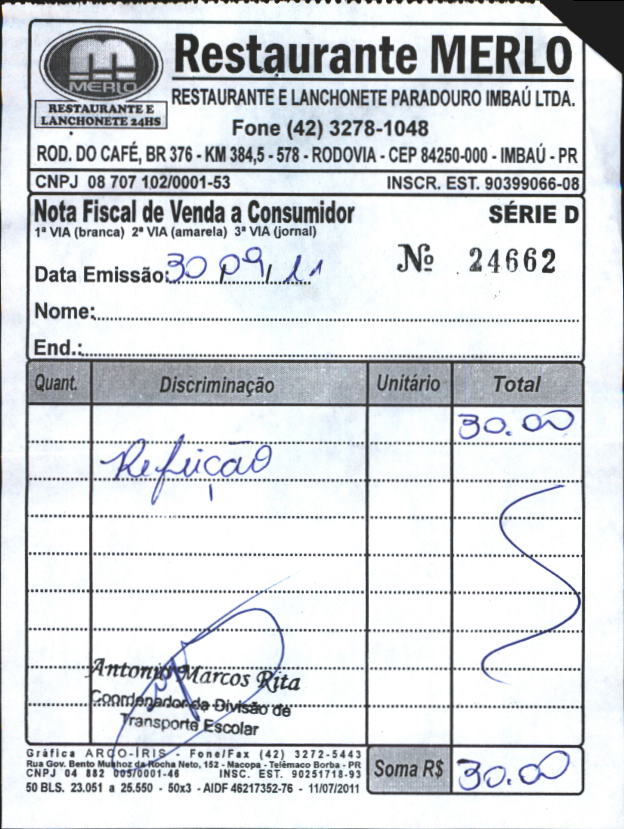 MERLO
RESTAURANTE E
LANCHONETE 24HS
Restaurante MERLO
RESTAURANTE E LANCHONETE PARADOURO IMBAÚ LTDA.
Fone (42) 3278-1048
ROD. DO CAFÉ, BR 376 - KM 384,5 - 578 - RODOVIA - CEP 84250-000 - IMBAÚ - PR
CNPJ 08 707 102/0001-53 INSCR. EST. 90399066-08
Nota Fiscal de Venda a Consumidor SÉRIE D
1ª VIA (branca) 2ª VIA (amarela) 3ª VIA (jornal)
Data Emissão: 30, 09, 11 Nº 24662
Nome:
End.:
Quant. Discriminação Unitário Total
30.00
Refeição
Antonio Marcos Rita
Coordenador da Divisão de
Transporte Escolar
Gráfica ARCO-ÍRIS - Fone/Fax (42) 3272-5443
Rua Gov. Bento Munhoz da Rocha Neto, 152 - Macopa - Telêmaco Borba - PR
CNPJ 04 882 005/0001-46 INSC. EST. 90251718-93
50 BLS. 23.051 a 25.550 - 50x3 - AIDF 46217352-76 - 11/07/2011
Soma R$ 30.00